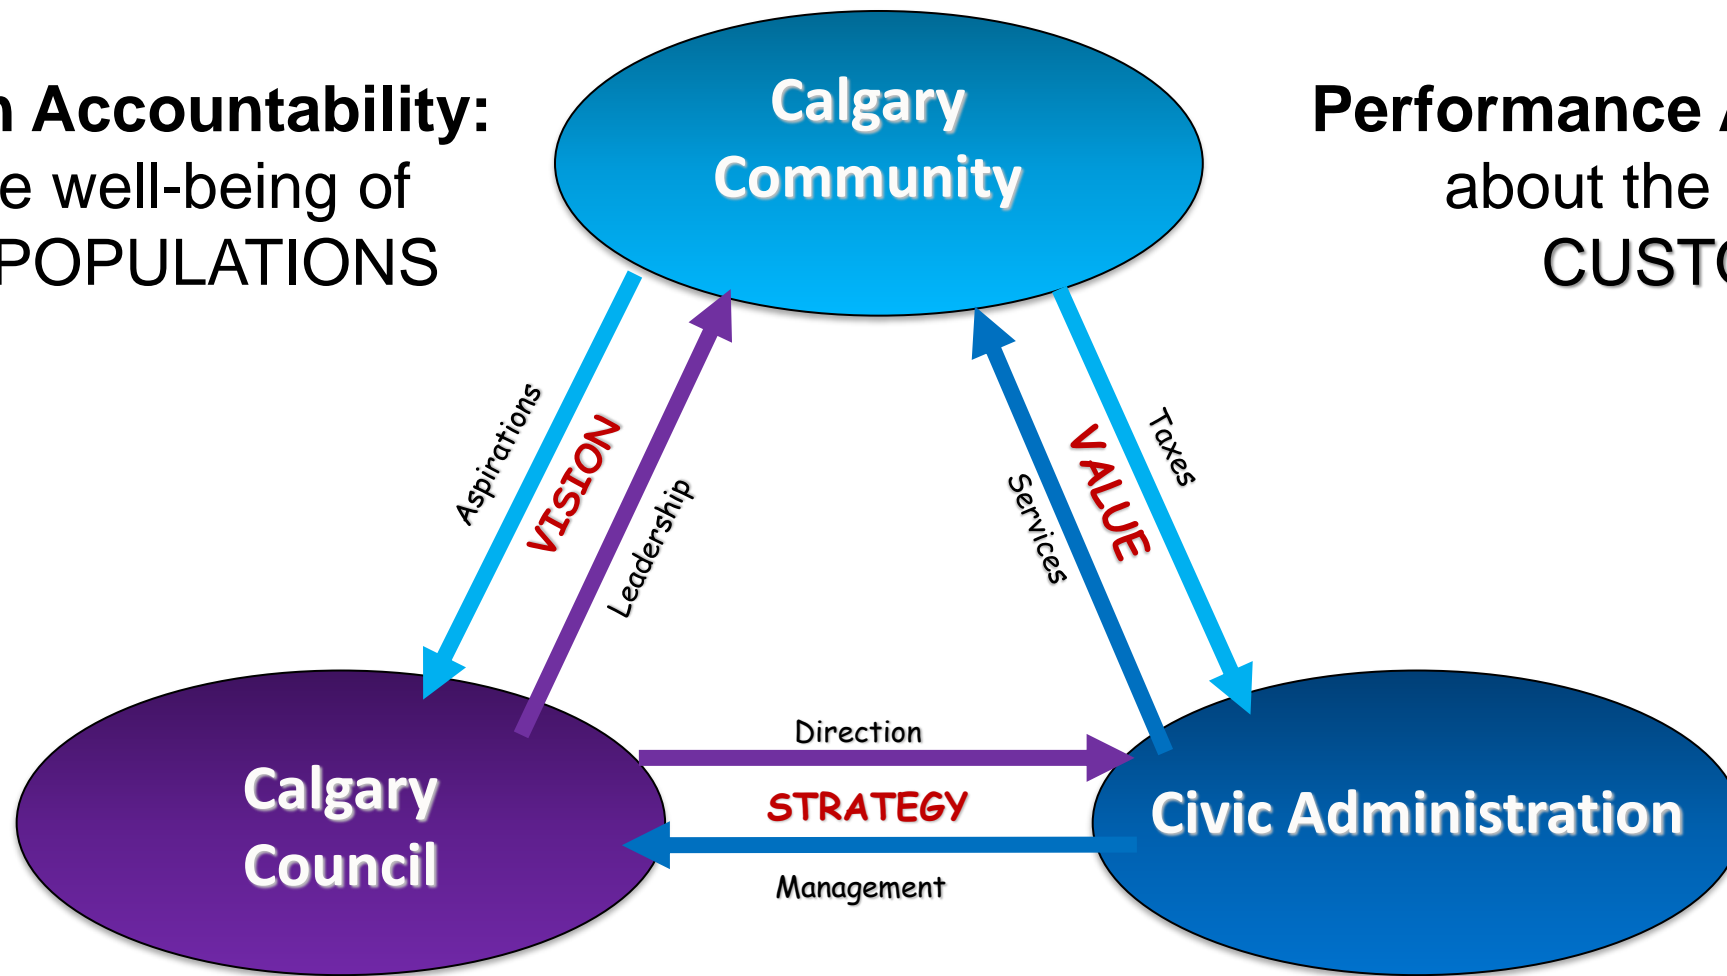 Calgary
Community
Accountability:
well-being of
POPULATIONS
Performance
about the
Aspirations
VISION
Leadership
Services
VALUE
Taxes
Direction
STRATEGY
Management
Calgary
Council
Civic Administration